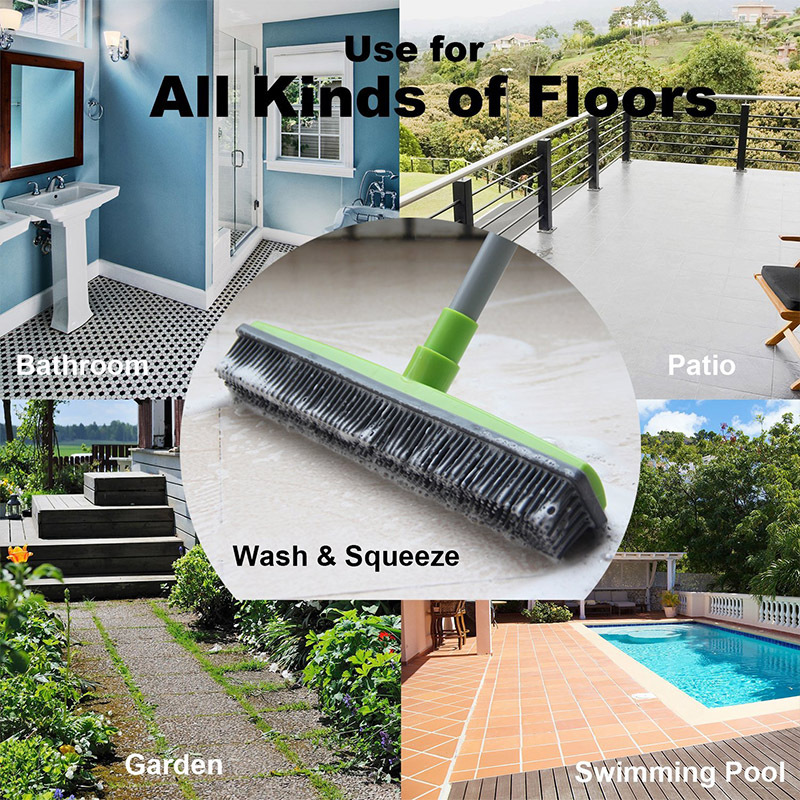 Use for
All Kinds of Floors
Bathroom
Patio
Wash & Squeeze
Garden
Swimming Pool